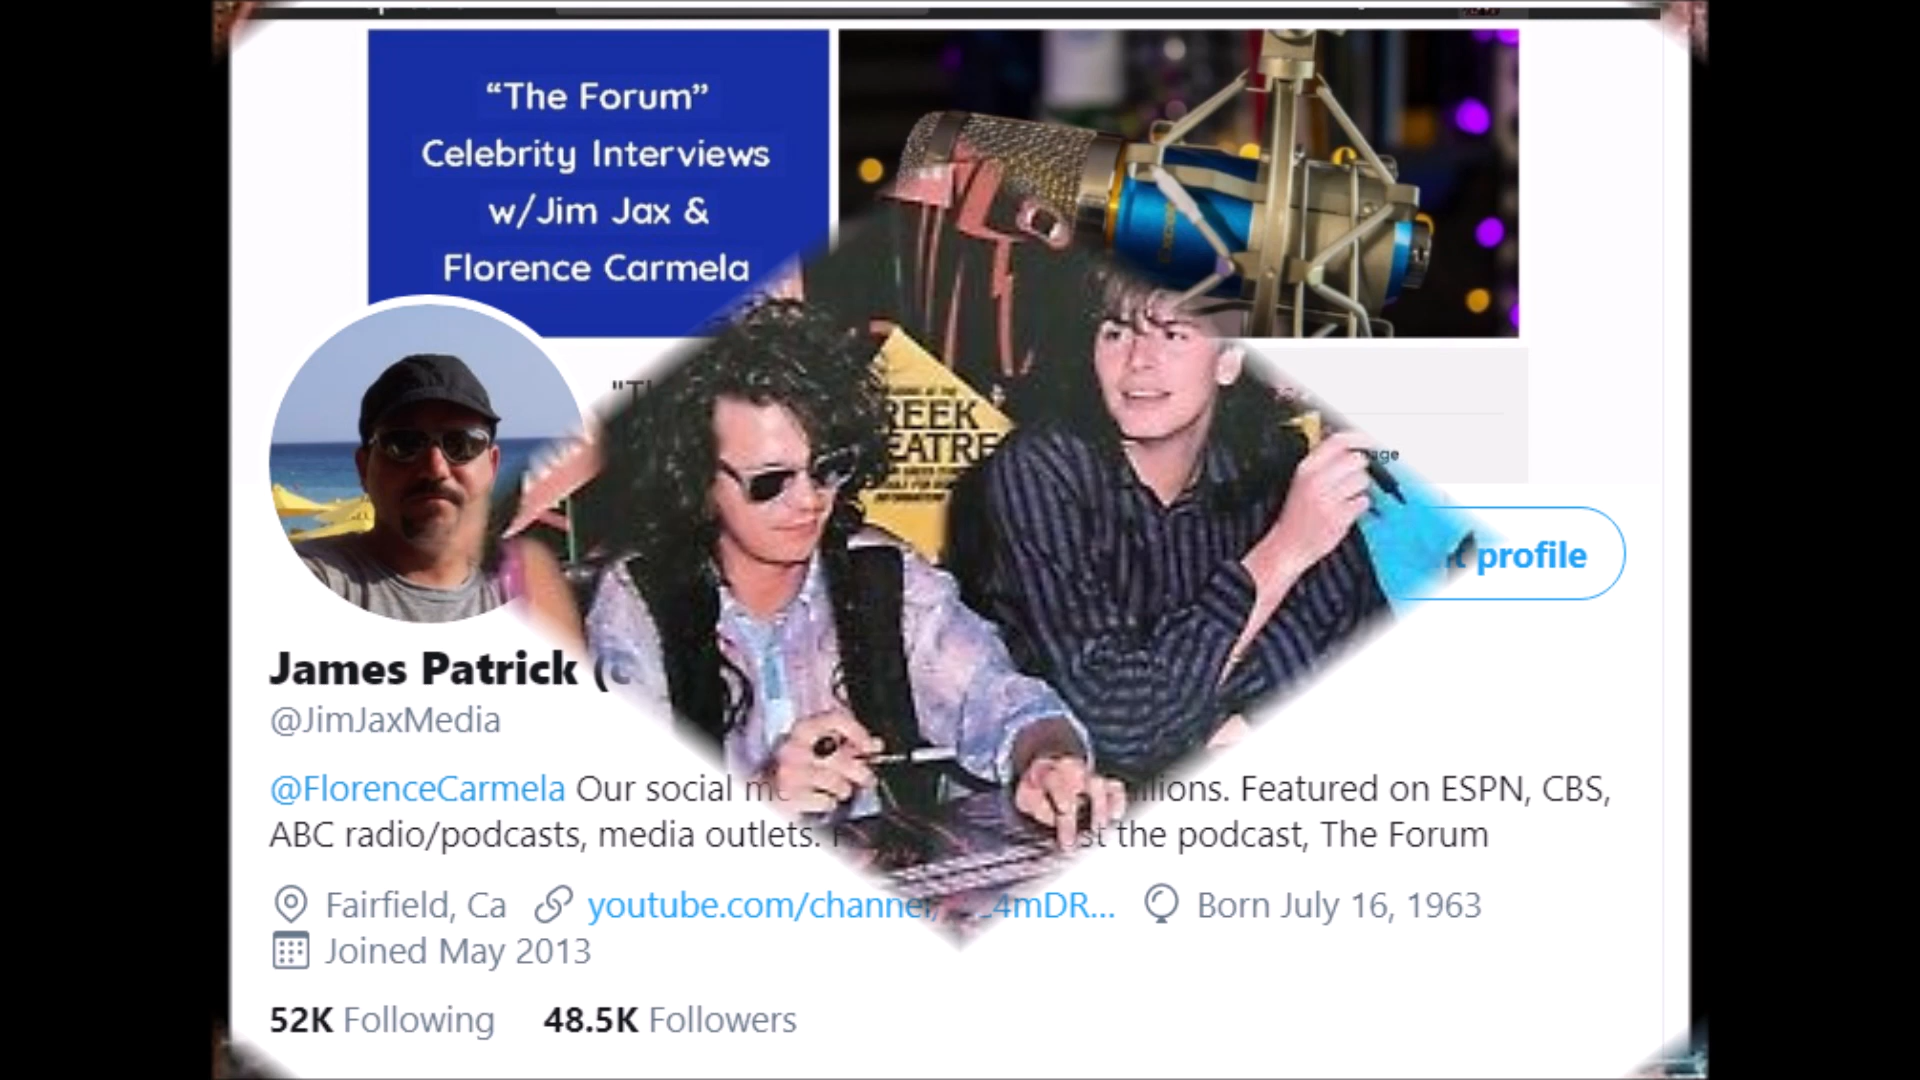 “The Forum”
Celebrity Interviews
w/Jim Jax &
Florence Carmela
REEK
EATRE
profile
James Patrick
@JimJaxMedia
@FlorenceCarmela Our social Featured on ESPN, CBS,
ABC radio/podcasts, media outlets. the podcast, The Forum
Fairfield, Ca youtube.com/channel 4mDR... Born July 16, 1963
Joined May 2013
52K Following 48.5K Followers